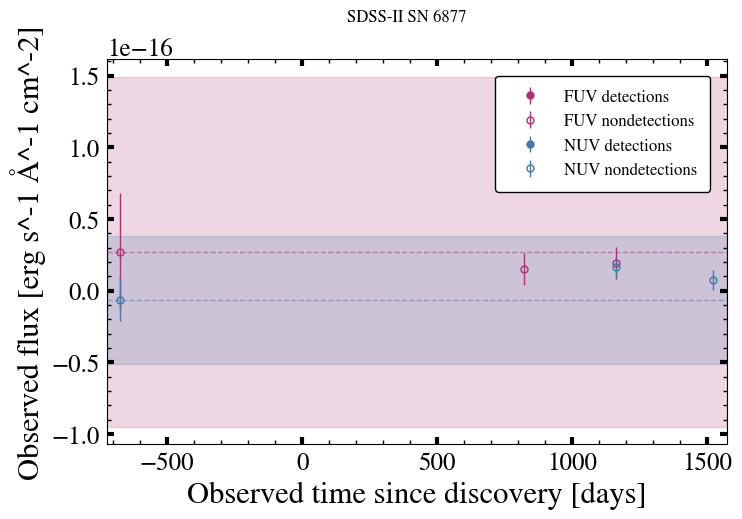 SDSS-II SN 6877
1e−16
Observed flux [erg s^-1 Å^-1 cm^-2]
1.5
1.0
0.5
0.0
−0.5
−1.0
FUV detections
FUV nondetections
NUV detections
NUV nondetections
−500 0 500 1000 1500
Observed time since discovery [days]